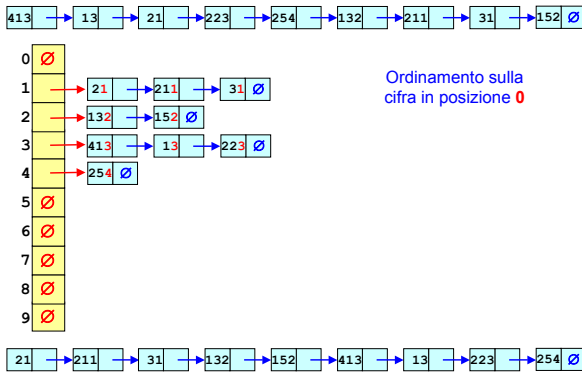 413 13 21 223 254 132 211 31 152 Ø
0 Ø
1 21 211 31 Ø
2 132 152 Ø
3 413 13 223 Ø
4 254 Ø
5 Ø
6 Ø
7 Ø
8 Ø
9 Ø
Ordinamento sulla
cifra in posizione 0
21 211 31 132 152 413 13 223 254 Ø